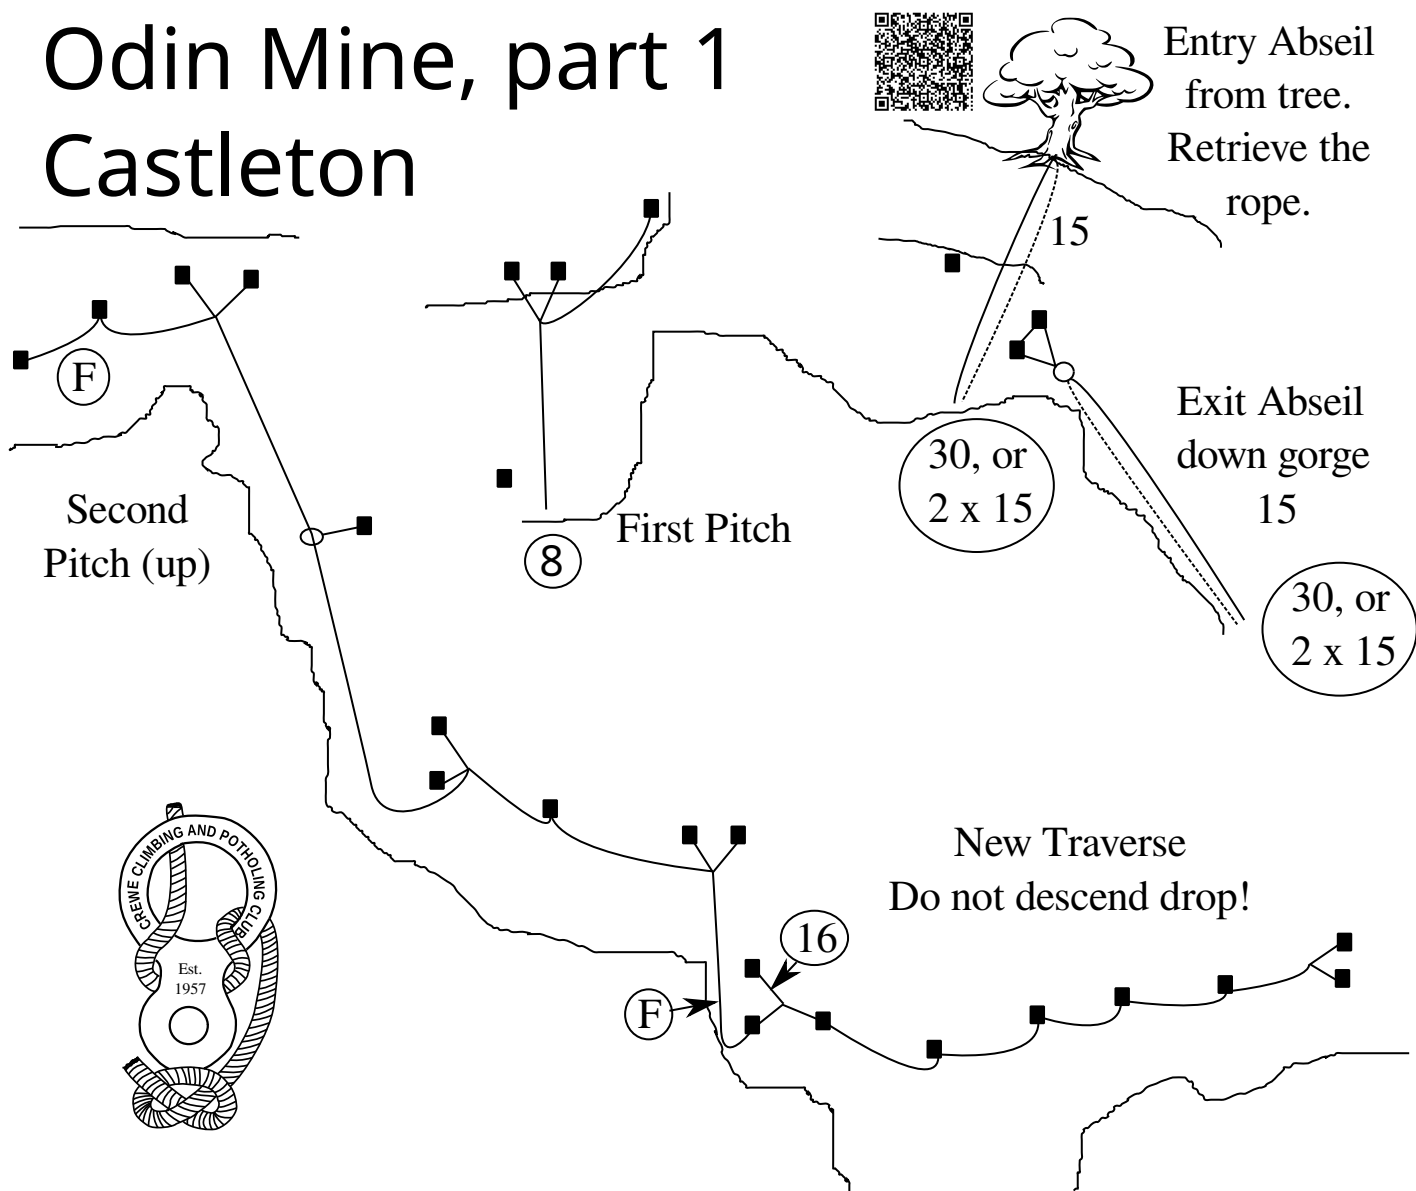 Odin Mine, part 1
Castleton
Entry Abseil
from tree.
Retrieve the
rope.
15
F
Second
Pitch (up)
First Pitch
8
30, or
2 x 15
Exit Abseil
down gorge
15
30, or
2 x 15
New Traverse
Do not descend drop!
16
F
CREWE CLIMBING AND POTHOLING CLUB
Est.
1957